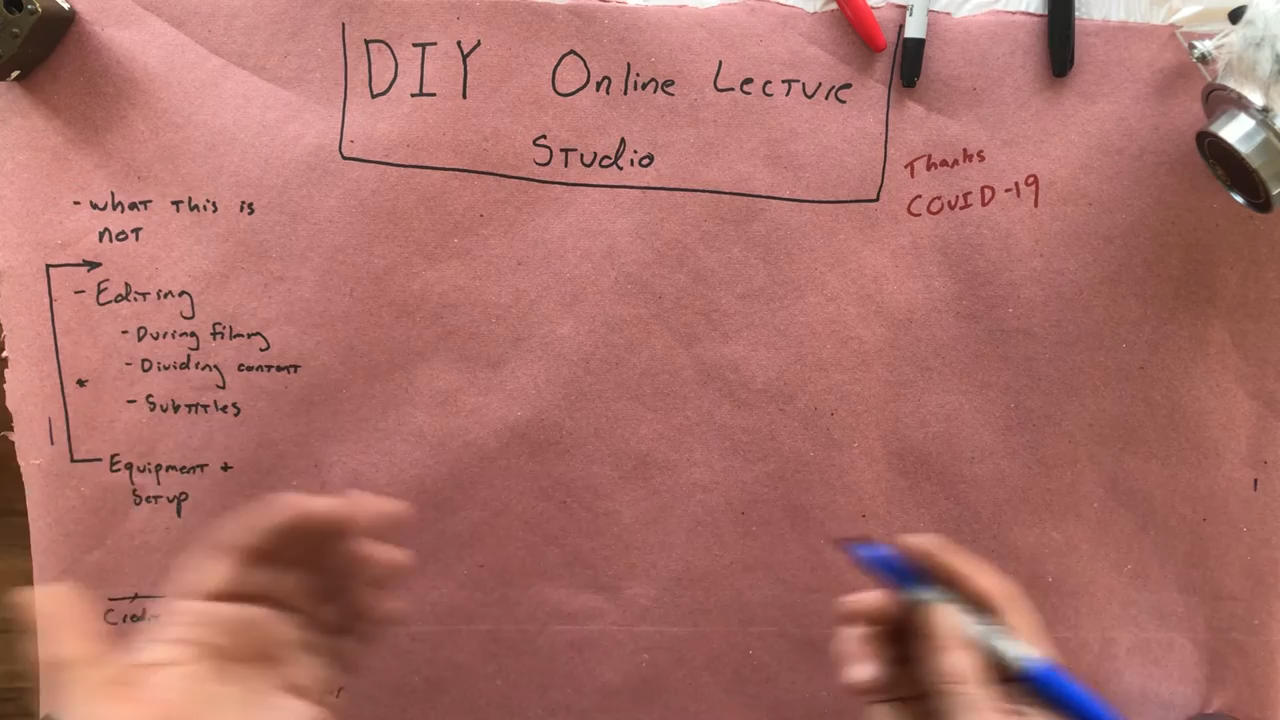 DIY Online Lecture
Studio
Thanks
COVID-19
- What this is
not
- Editing
- During filming
- Dividing content
* - Subtitles
Equipment +
Setup